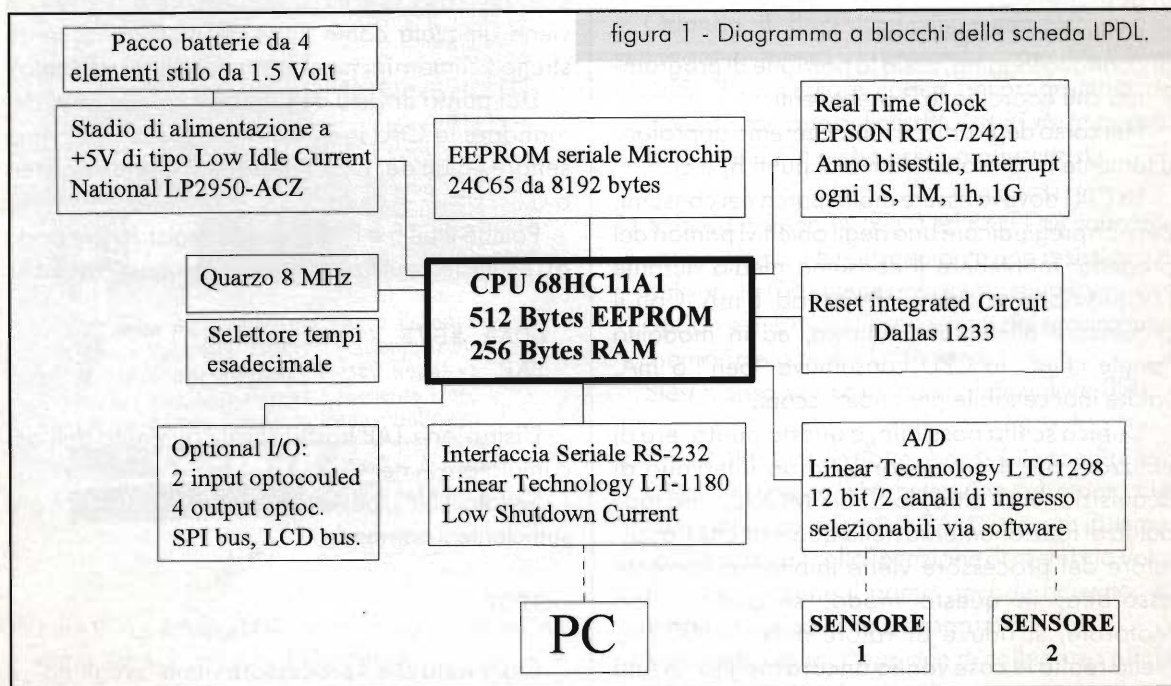 figura 1 - Diagramma a blocchi della scheda LPDL.
Pacco batterie da 4
elementi stilo da 1.5 Volt
Stadio di alimentazione a
+5V di tipo Low Idle Current
National LP2950-ACZ
EEPROM seriale Microchip
24C65 da 8192 bytes
Real Time Clock
EPSON RTC-72421
Anno bisestile, Interrupt
ogni 1S, 1M, 1h, 1G
Quarzo 8 MHz
Selettore tempi
esadecimale
CPU 68HC11A1
512 Bytes EEPROM
256 Bytes RAM
Reset Integrated Circuit
Dallas 1233
Optional I/O:
2 input optocouled
4 output optoc.
SPI bus, LCD bus.
Interfaccia Seriale RS-232
Linear Technology LT-1180
Low Shutdown Current
A/D
Linear Technology LTC1298
12 bit /2 canali di ingresso
selezionabili via software
PC
SENSORE
1
SENSORE
2